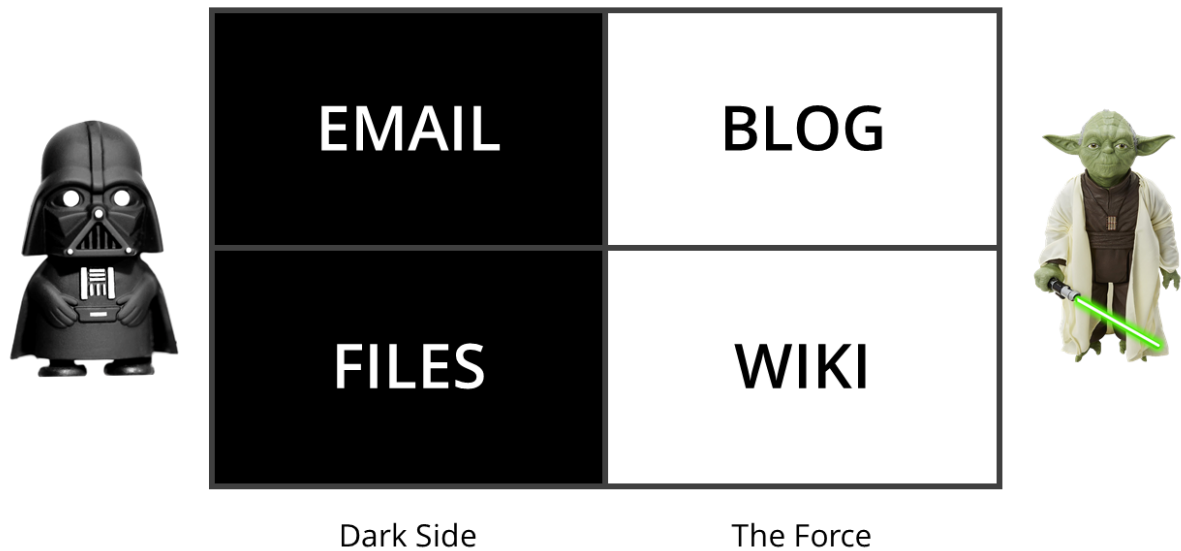 EMAIL
BLOG
FILES
WIKI
Dark Side
The Force